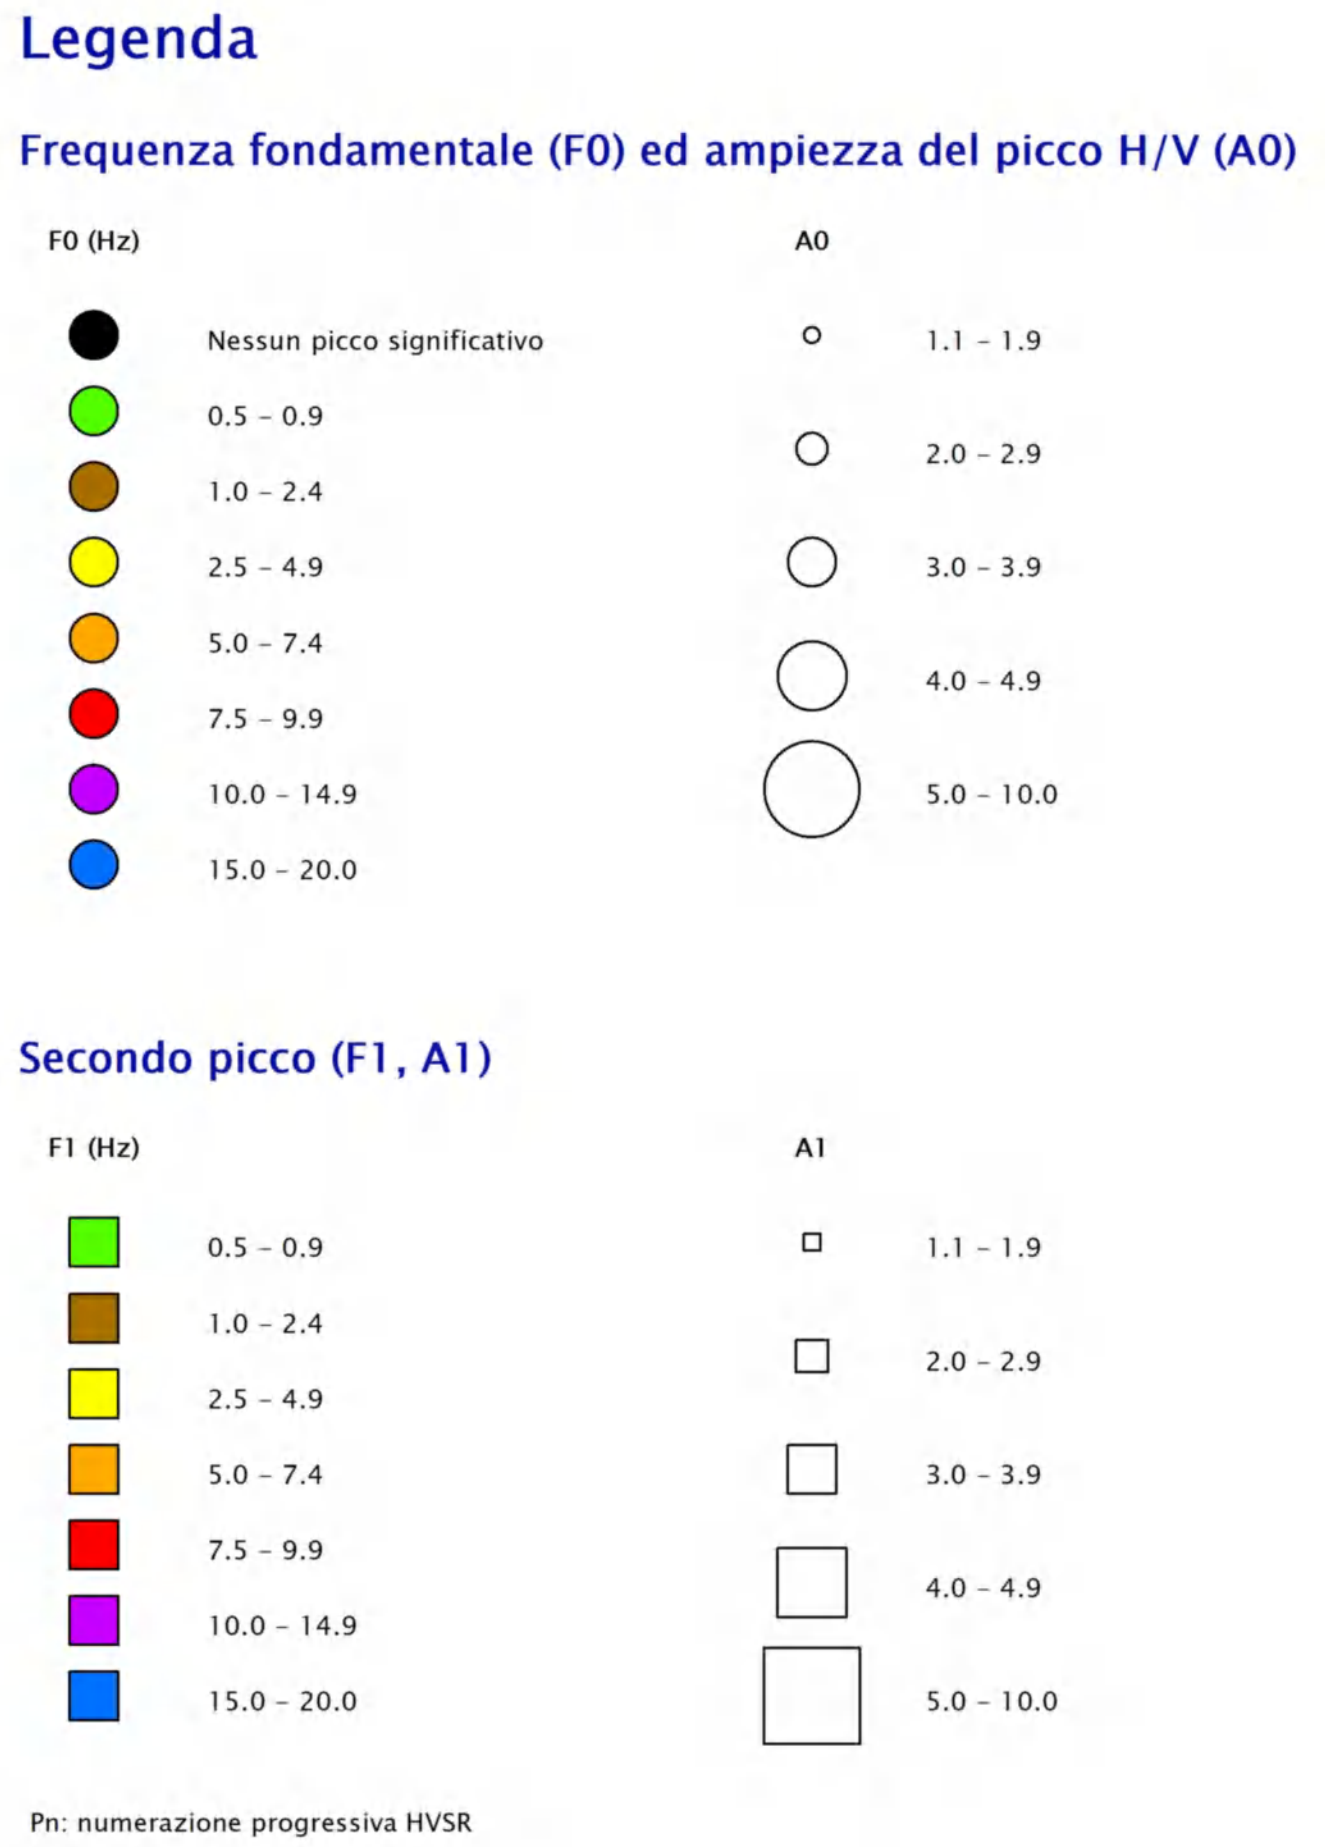 Legenda
Frequenza fondamentale (F0) ed ampiezza del picco H/V (A0)
F0 (Hz) A0
Nessun picco significativo 1.1 – 1.9
0.5 – 0.9
1.0 – 2.4 2.0 – 2.9
2.5 – 4.9 3.0 – 3.9
5.0 – 7.4 4.0 – 4.9
7.5 – 9.9
10.0 – 14.9 5.0 – 10.0
15.0 – 20.0
Secondo picco (F1, A1)
F1 (Hz) A1
0.5 – 0.9 1.1 – 1.9
1.0 – 2.4 2.0 – 2.9
2.5 – 4.9
5.0 – 7.4 3.0 – 3.9
7.5 – 9.9 4.0 – 4.9
10.0 – 14.9
15.0 – 20.0 5.0 – 10.0
Pn: numerazione progressiva HVSR